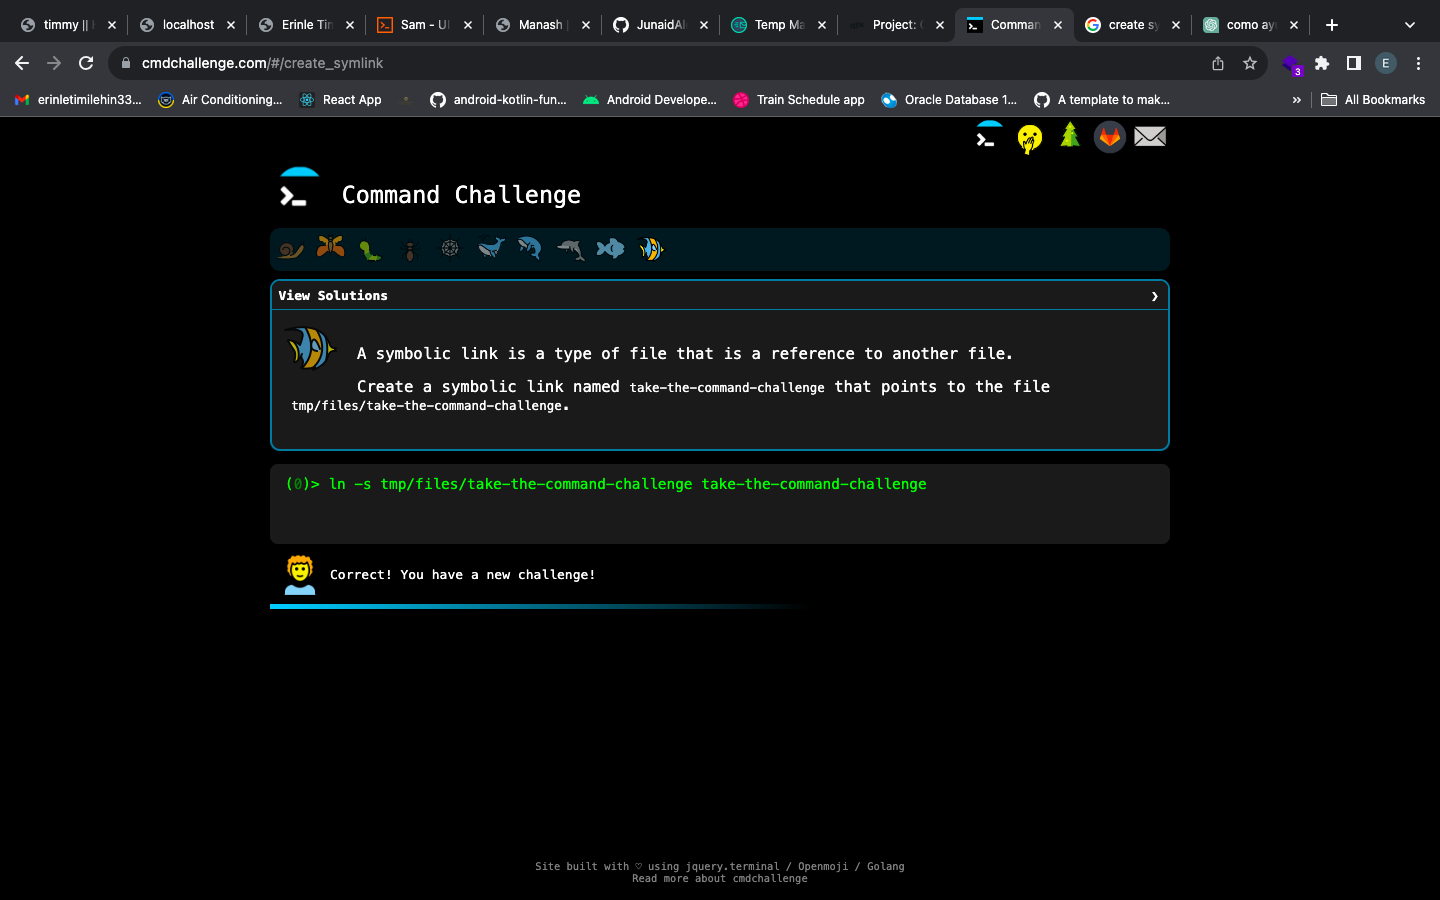 timmy ||
localhost
Erinle Tim
Sam - UI
Manash |
JunaidAli
Temp Ma
Project:
Comman
create sy
como ayu
cmdchallenge.com/#/create_symlink
3
E
erinletimilehin33...
Air Conditioning...
React App
android-kotlin-fun...
Android Develope...
Train Schedule app
Oracle Database 1...
A template to mak...
»
All Bookmarks
Command Challenge
View Solutions
A symbolic link is a type of file that is a reference to another file.
Create a symbolic link named take-the-command-challenge that points to the file
tmp/files/take-the-command-challenge.
(0)> ln -s tmp/files/take-the-command-challenge take-the-command-challenge
Correct! You have a new challenge!
Site built with ♡ using jquery.terminal / Openmoji / Golang
Read more about cmdchallenge